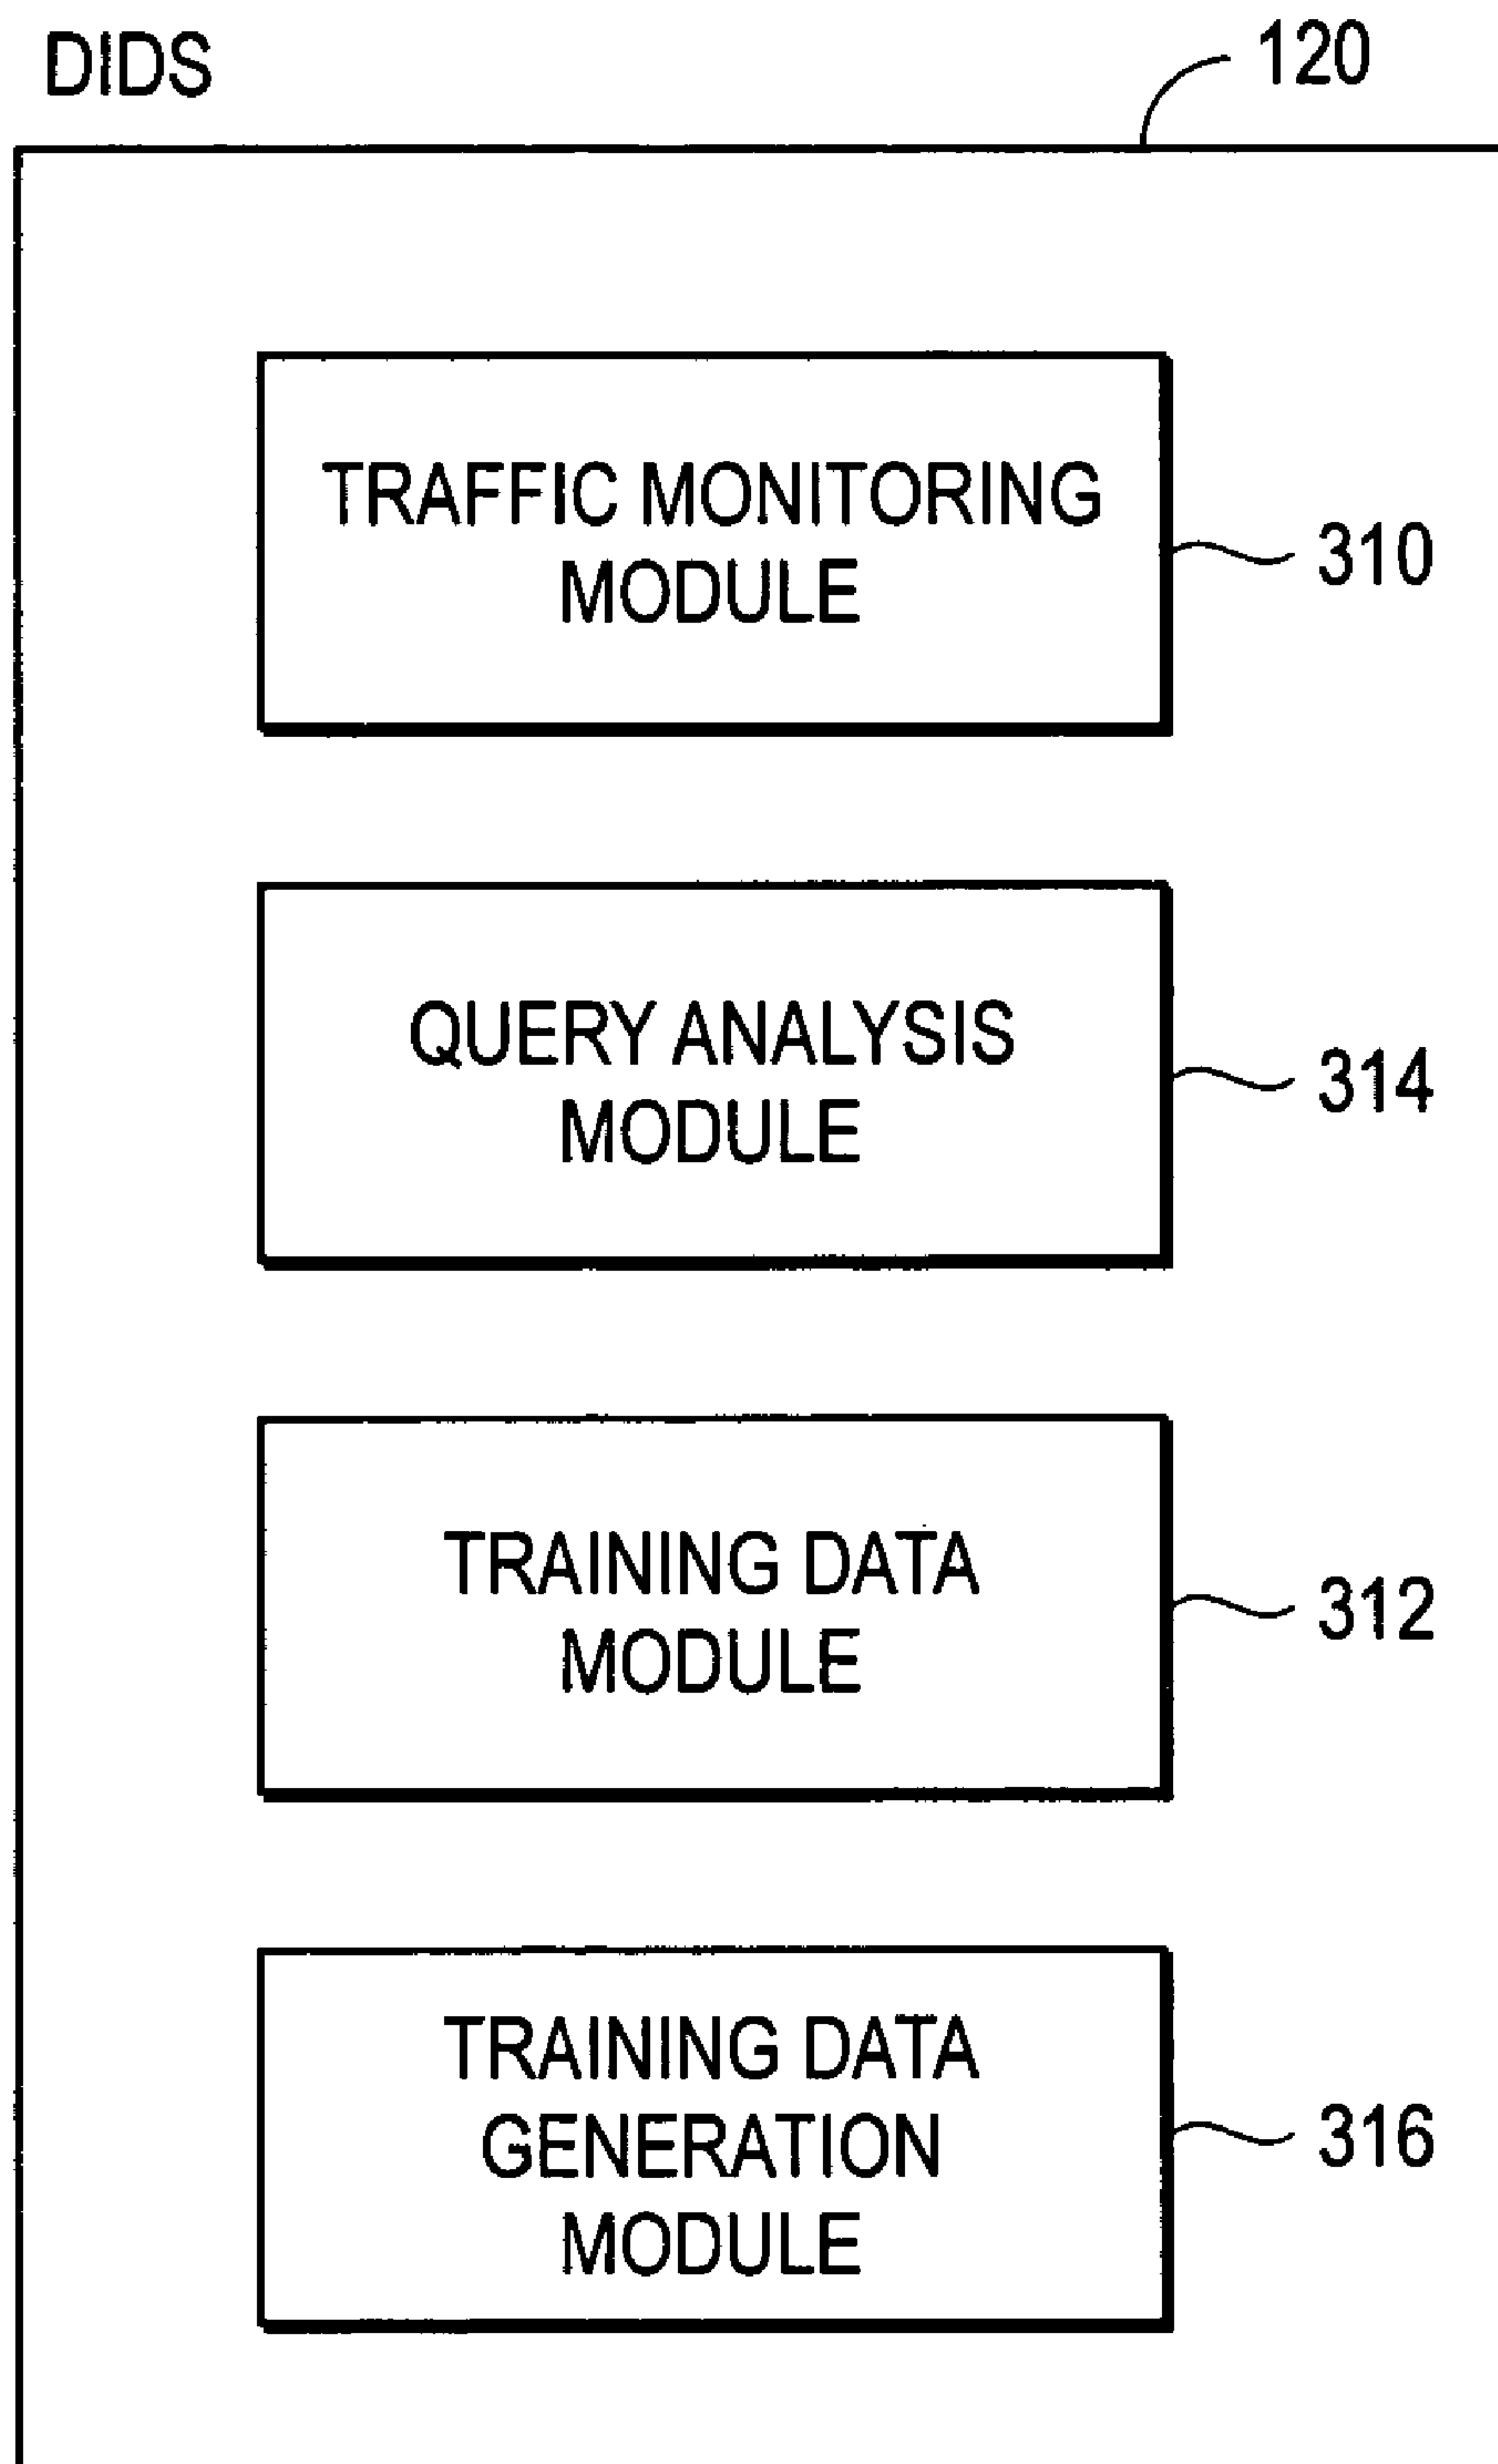 DIDS
120
TRAFFIC MONITORING
MODULE
310
QUERY ANALYSIS
MODULE
314
TRAINING DATA
MODULE
312
TRAINING DATA
GENERATION
MODULE
316